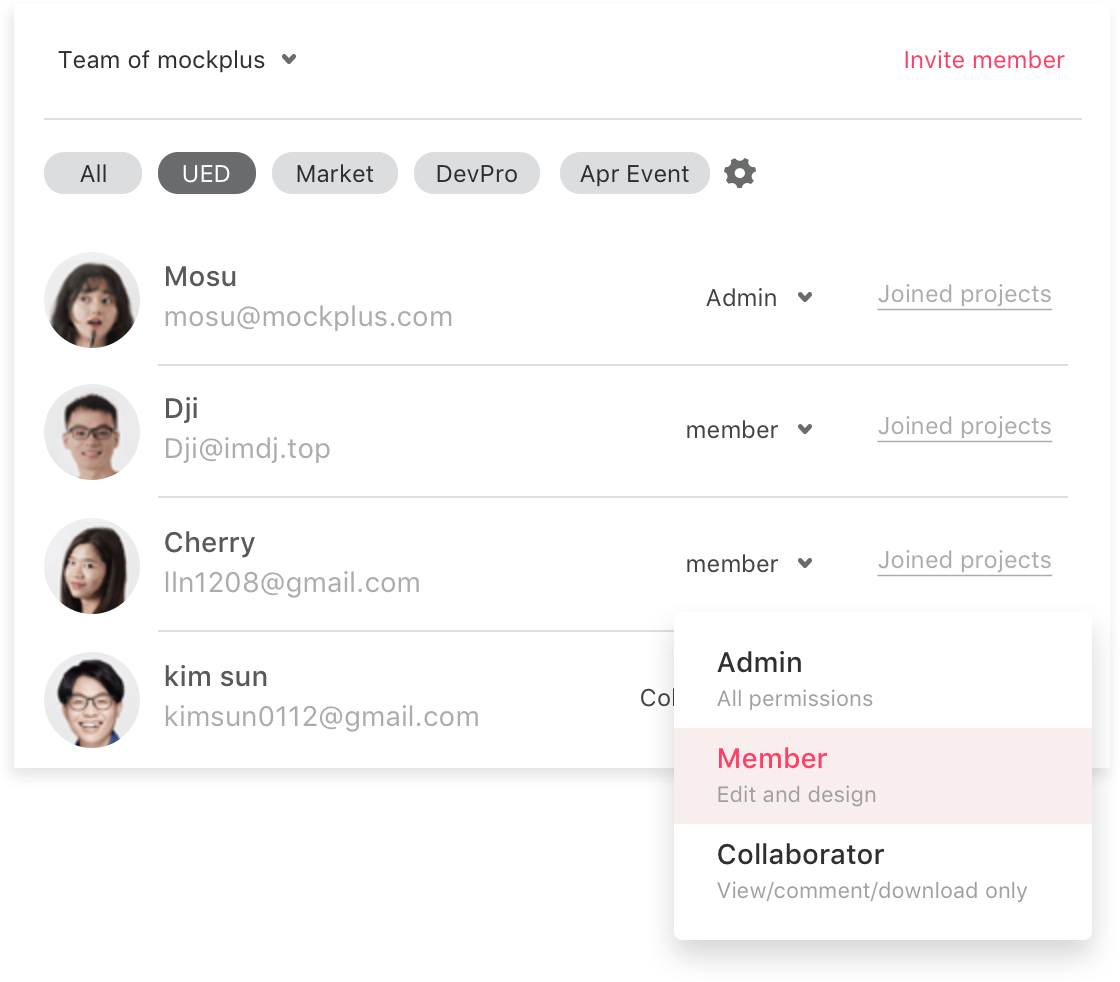 Team of mockplus
Invite member
All
UED
Market
DevPro
Apr Event
Mosu
mosu@mockplus.com
Admin
Joined projects
Dji
Dji@imdj.top
member
Joined projects
Cherry
lln1208@gmail.com
member
Joined projects
kim sun
kimsun0112@gmail.com
Col
Admin
All permissions
Member
Edit and design
Collaborator
View/comment/download only